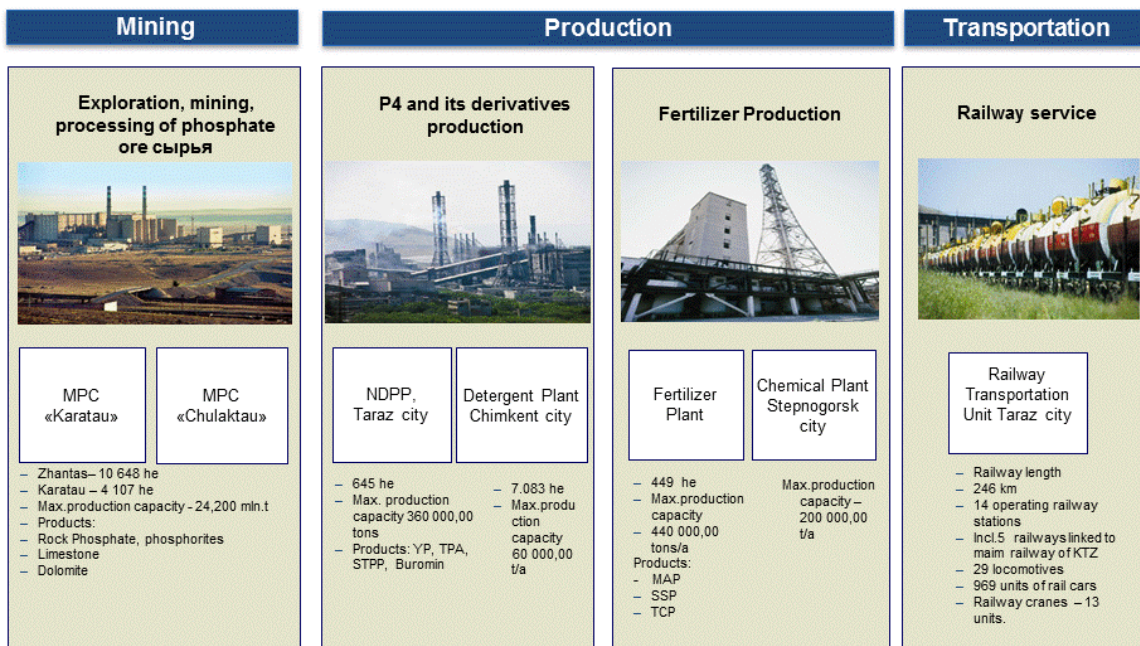 Mining
Production
Transportation
Exploration, mining,
processing of phosphate
ore сырья
P4 and its derivatives
production
Fertilizer Production
Railway service
MPC
«Karatau»
MPC
«Chulaktau»
NDPP,
Taraz city
Detergent Plant
Chimkent city
Fertilizer
Plant
Chemical Plant
Stepnogorsk
city
Railway
Transportation
Unit Taraz city
– Zhantas– 10 648 he
– Karatau – 4 107 he
– Max.production capacity - 24,200 mln.t
– Products:
– Rock Phosphate, phosphorites
– Limestone
– Dolomite
– 645 he
– Max. production
capacity 360 000,00
tons
– Products: YP, TPA,
STPP, Buromin
– 7.083 he
– Max.produ
ction
capacity
60 000,00
t/a
– 449 he
– Max.production
capacity
– 440 000,00
tons/a
Products:
- MAP
– SSP
– TCP
Max.production
capacity –
200 000,00
t/a
– Railway length
– 246 km
– 14 operating railway
stations
– Incl.5 railways linked to
maim railway of KTZ
– 29 locomotives
– 969 units of rail cars
– Railway cranes – 13
units.